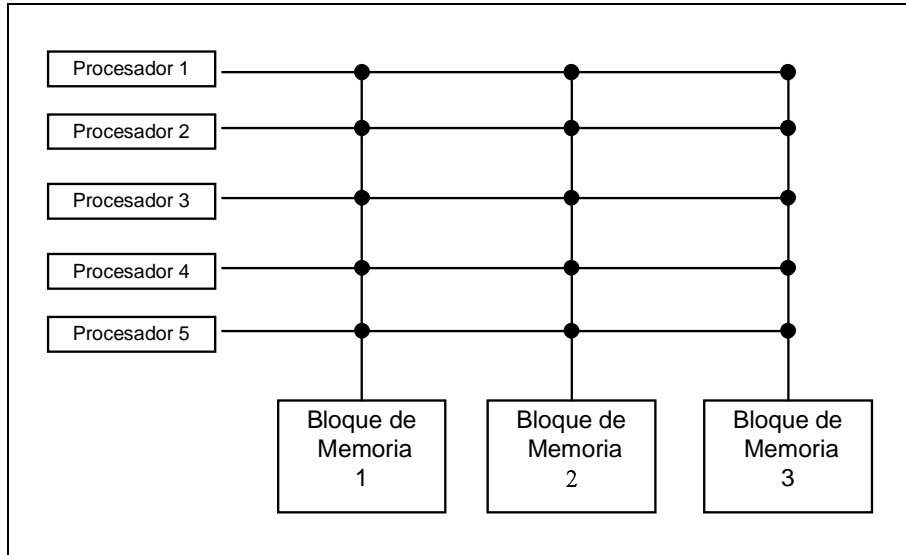 Procesador 1
Procesador 2
Procesador 3
Procesador 4
Procesador 5
Bloque de
Memoria
1
Bloque de
Memoria
2
Bloque de
Memoria
3